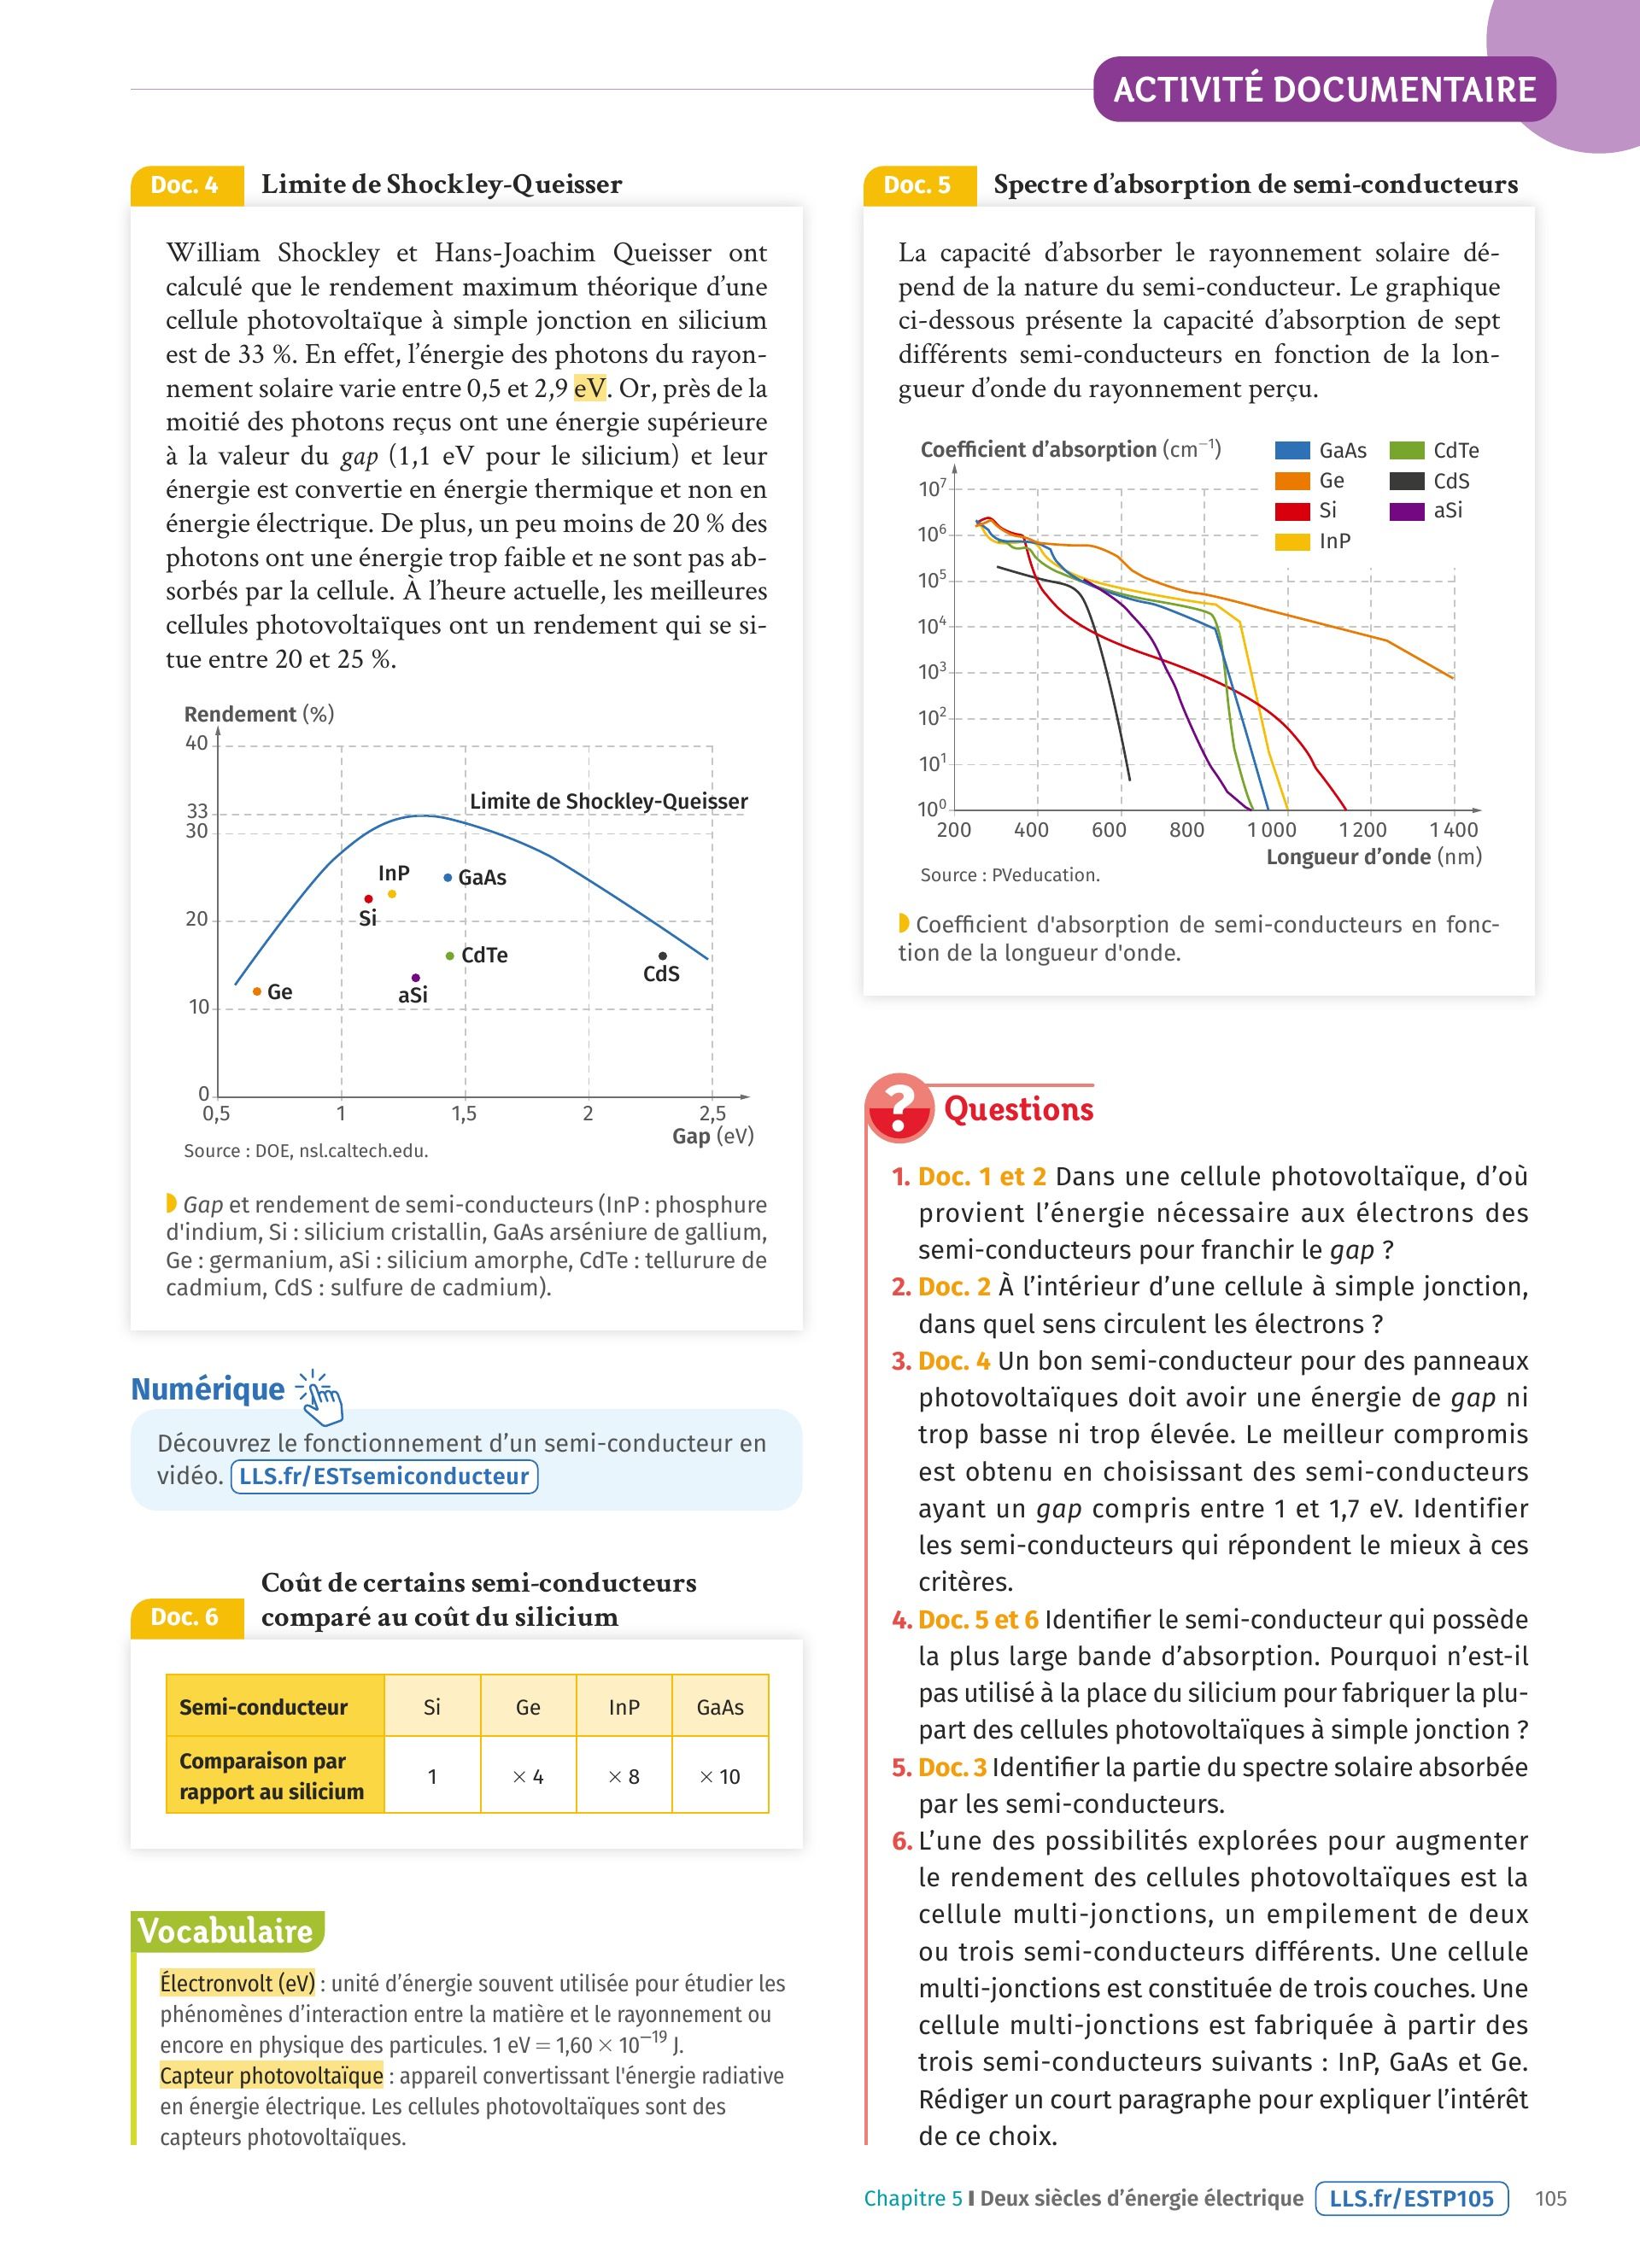 ACTIVITÉ DOCUMENTAIRE
Doc. 4
Limite de Shockley-Queisser
William Shockley et Hans-Joachim Queisser ont
calculé que le rendement maximum théorique d’une
cellule photovoltaïque à simple jonction en silicium
est de 33 %. En effet, l’énergie des photons du rayon-
nement solaire varie entre 0,5 et 2,9 eV. Or, près de la
moitié des photons reçus ont une énergie supérieure
à la valeur du gap (1,1 eV pour le silicium) et leur
énergie est convertie en énergie thermique et non en
énergie électrique. De plus, un peu moins de 20 % des
photons ont une énergie trop faible et ne sont pas ab-
sorbés par la cellule. À l’heure actuelle, les meilleures
cellules photovoltaïques ont un rendement qui se si-
tue entre 20 et 25 %.
Rendement (%)
40
33
30
20
10
0
Limite de Shockley-Queisser
InP
GaAs
Si
CdTe
CdS
aSi
Ge
0,5
1
1,5
2
2,5
Gap (eV)
Source : DOE, nsl.caltech.edu.
Gap et rendement de semi-conducteurs (InP : phosphure
d'indium, Si : silicium cristallin, GaAs arséniure de gallium,
Ge : germanium, aSi : silicium amorphe, CdTe : tellurure de
cadmium, CdS : sulfure de cadmium).
Numérique
Découvrez le fonctionnement d’un semi-conducteur en
vidéo. LLS.fr/ESTsemiconducteur
Doc. 6
Coût de certains semi-conducteurs
comparé au coût du silicium
Semi-conducteur Si Ge InP GaAs
Comparaison par
rapport au silicium
1 × 4 × 8 × 10
Vocabulaire
Électronvolt (eV) : unité d’énergie souvent utilisée pour étudier les
phénomènes d’interaction entre la matière et le rayonnement ou
encore en physique des particules. 1 eV = 1,60 × 10⁻¹⁹ J.
Capteur photovoltaïque : appareil convertissant l'énergie radiative
en énergie électrique. Les cellules photovoltaïques sont des
capteurs photovoltaïques.
Doc. 5
Spectre d’absorption de semi-conducteurs
La capacité d’absorber le rayonnement solaire dé-
pend de la nature du semi-conducteur. Le graphique
ci-dessous présente la capacité d’absorption de sept
différents semi-conducteurs en fonction de la lon-
gueur d’onde du rayonnement perçu.
Coefficient d’absorption (cm⁻¹)
GaAs
CdTe
Ge
CdS
Si
aSi
InP
10⁷
10⁶
10⁵
10⁴
10³
10²
10¹
10⁰
200
400
600
800
1 000
1 200
1 400
Longueur d’onde (nm)
Source : PVeducation.
Coefficient d'absorption de semi-conducteurs en fonc-
tion de la longueur d'onde.
?
Questions
1. Doc. 1 et 2 Dans une cellule photovoltaïque, d’où
provient l’énergie nécessaire aux électrons des
semi-conducteurs pour franchir le gap ?
2. Doc. 2 À l’intérieur d’une cellule à simple jonction,
dans quel sens circulent les électrons ?
3. Doc. 4 Un bon semi-conducteur pour des panneaux
photovoltaïques doit avoir une énergie de gap ni
trop basse ni trop élevée. Le meilleur compromis
est obtenu en choisissant des semi-conducteurs
ayant un gap compris entre 1 et 1,7 eV. Identifier
les semi-conducteurs qui répondent le mieux à ces
critères.
4. Doc. 5 et 6 Identifier le semi-conducteur qui possède
la plus large bande d’absorption. Pourquoi n’est-il
pas utilisé à la place du silicium pour fabriquer la plu-
part des cellules photovoltaïques à simple jonction ?
5. Doc. 3 Identifier la partie du spectre solaire absorbée
par les semi-conducteurs.
6. L’une des possibilités explorées pour augmenter
le rendement des cellules photovoltaïques est la
cellule multi-jonctions, un empilement de deux
ou trois semi-conducteurs différents. Une cellule
multi-jonctions est constituée de trois couches. Une
cellule multi-jonctions est fabriquée à partir des
trois semi-conducteurs suivants : InP, GaAs et Ge.
Rédiger un court paragraphe pour expliquer l’intérêt
de ce choix.
Chapitre 5 I Deux siècles d’énergie électrique LLS.fr/ESTP105 105